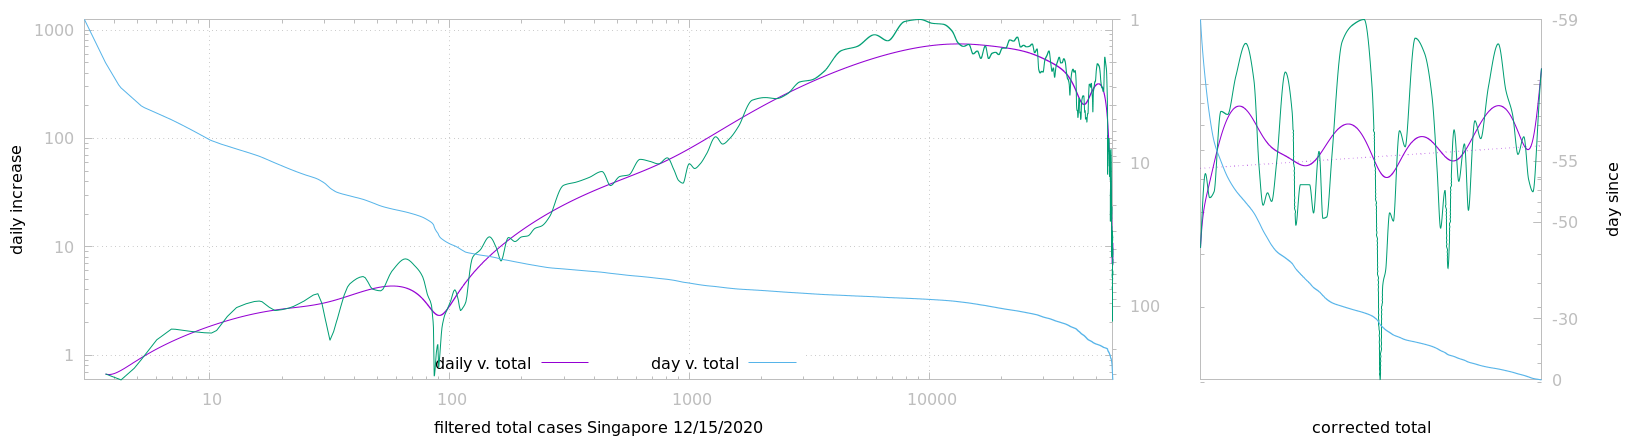 1000
100
10
1
daily increase
10
100
1000
10000
1
10
100
daily v. total
day v. total
filtered total cases Singapore 12/15/2020
-59
-55
-50
-30
0
day since
corrected total